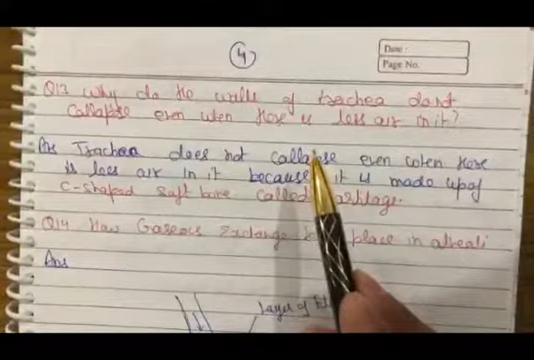 4
Date :
Page No.
Q13 Why do the walls of trachea don't
collapse even when there is less air in it?
Ans Trachea does not collapse even when there
is less air in it because it is made up of
C-shaped soft bone called cartilage.
Q14 How Gaseous Exchange place in alveoli
Ans
layer of